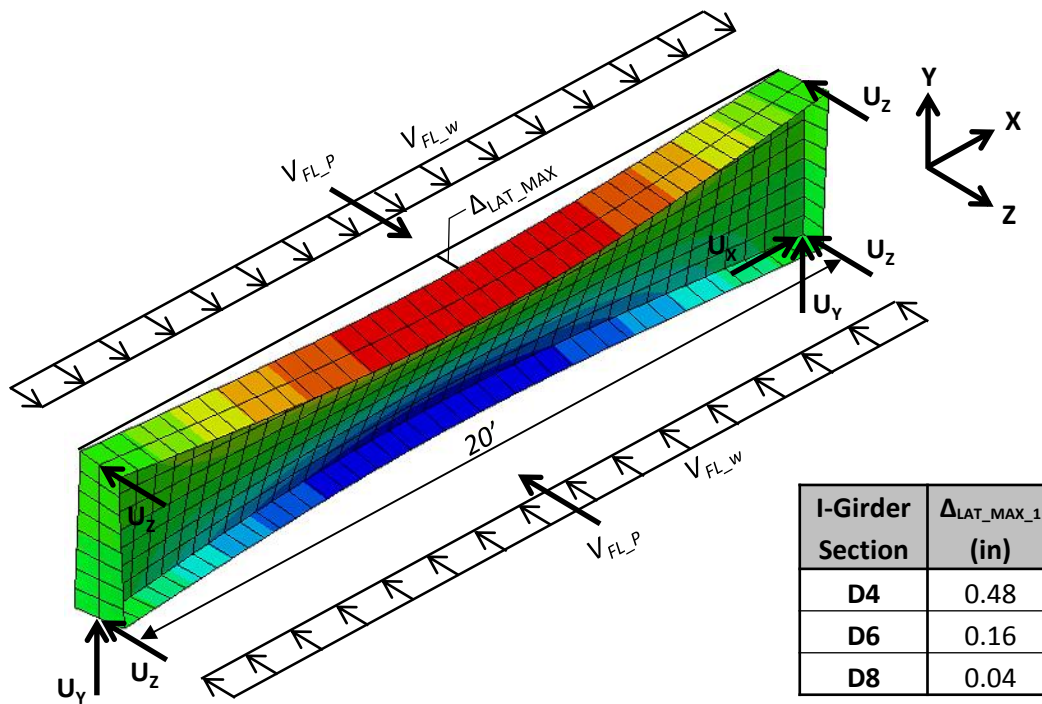 Y
U_Z
X
V_FL_w
V_FL_P
Δ_LAT_MAX
Z
U_X
U_Z
U_Y
20'
V_FL_w
U_Z
V_FL_P
U_Y
U_Z
I-Girder Section Δ_LAT_MAX_1 (in)
D4 0.48
D6 0.16
D8 0.04